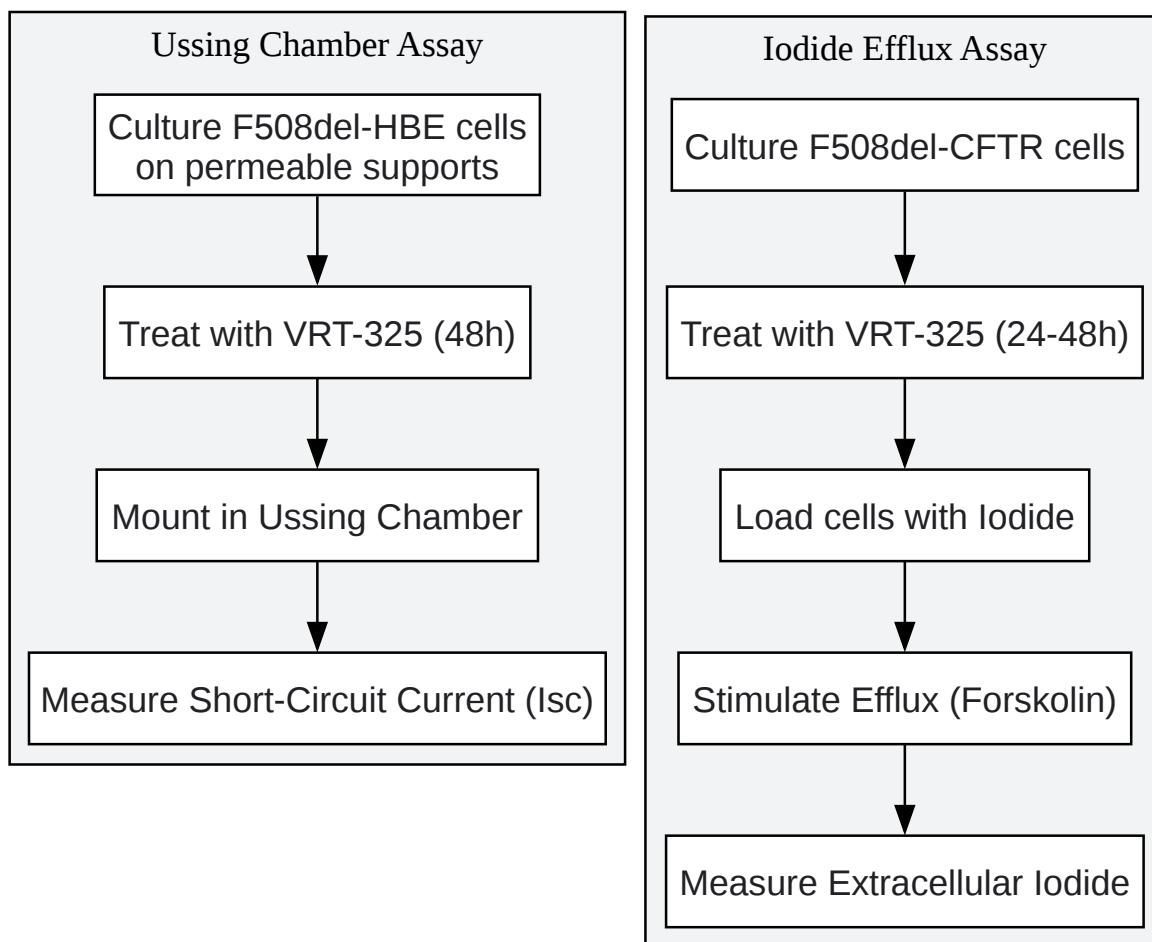 Ussing Chamber Assay
Culture F508del-HBE cells
on permeable supports
Treat with VRT-325 (48h)
Mount in Ussing Chamber
Measure Short-Circuit Current (Isc)
Iodide Efflux Assay
Culture F508del-CFTR cells
Treat with VRT-325 (24-48h)
Load cells with Iodide
Stimulate Efflux (Forskolin)
Measure Extracellular Iodide